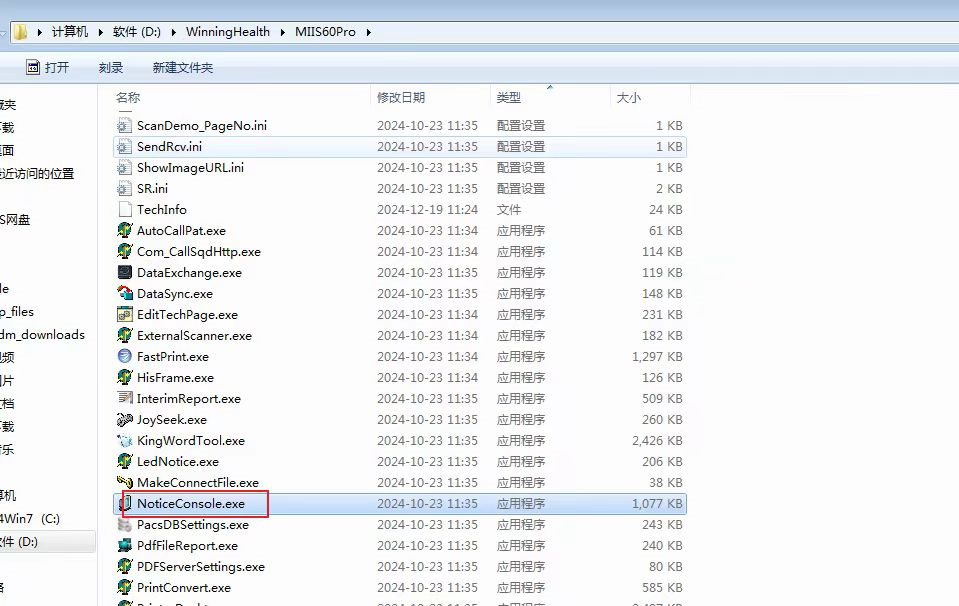 计算机 软件 (D:) WinningHealth MIIS60Pro
打开 刻录 新建文件夹
名称 修改日期 类型 大小
ScanDemo_PageNo.ini 2024-10-23 11:35 配置设置 1 KB
SendRcv.ini 2024-10-23 11:35 配置设置 1 KB
ShowImageURL.ini 2024-10-23 11:35 配置设置 1 KB
近访问的位置 SR.ini 2024-10-23 11:35 配置设置 2 KB
TechInfo 2024-12-19 11:24 文件 24 KB
S网盘
AutoCallPat.exe 2024-10-23 11:34 应用程序 61 KB
Com_CallSqdHttp.exe 2024-10-23 11:34 应用程序 114 KB
DataExchange.exe 2024-10-23 11:35 应用程序 119 KB
le DataSync.exe 2024-10-23 11:35 应用程序 148 KB
p_files EditTechPage.exe 2024-10-23 11:34 应用程序 231 KB
dm_downloads ExternalScanner.exe 2024-10-23 11:34 应用程序 182 KB
FastPrint.exe 2024-10-23 11:34 应用程序 1,297 KB
HisFrame.exe 2024-10-23 11:34 应用程序 126 KB
InterimReport.exe 2024-10-23 11:35 应用程序 509 KB
JoySeek.exe 2024-10-23 11:35 应用程序 260 KB
KingWordTool.exe 2024-10-23 11:35 应用程序 2,426 KB
LedNotice.exe 2024-10-23 11:35 应用程序 206 KB
MakeConnectFile.exe 2024-10-23 11:35 应用程序 38 KB
NoticeConsole.exe 2024-10-23 11:35 应用程序 1,077 KB
4Win7 (C:) PacsDBSettings.exe 2024-10-23 11:35 应用程序 243 KB
件 (D:) PdfFileReport.exe 2024-10-23 11:35 应用程序 240 KB
PDFServerSettings.exe 2024-10-23 11:35 应用程序 80 KB
PrintConvert.exe 2024-10-23 11:35 应用程序 585 KB